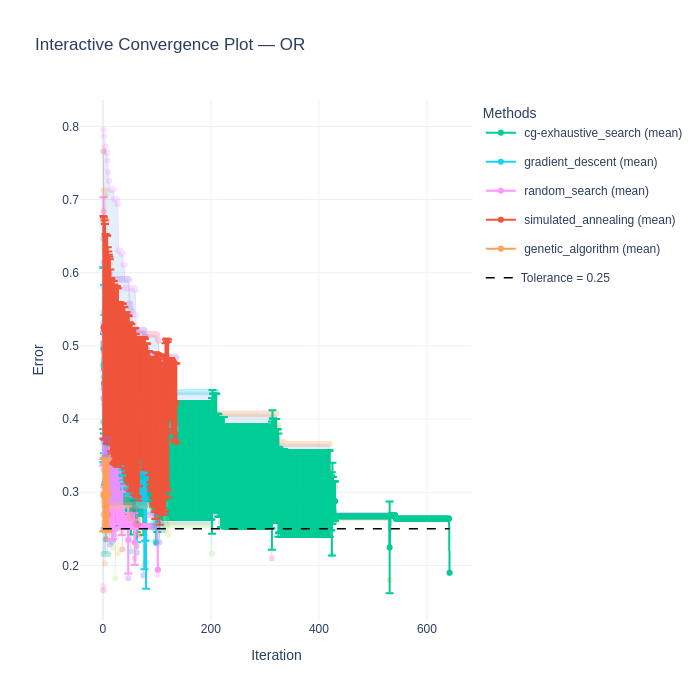 Interactive Convergence Plot — OR
Methods
cg-exhaustive_search (mean)
gradient_descent (mean)
random_search (mean)
simulated_annealing (mean)
genetic_algorithm (mean)
Tolerance = 0.25
Error
0.8
0.7
0.6
0.5
0.4
0.3
0.2
0
200
400
600
Iteration